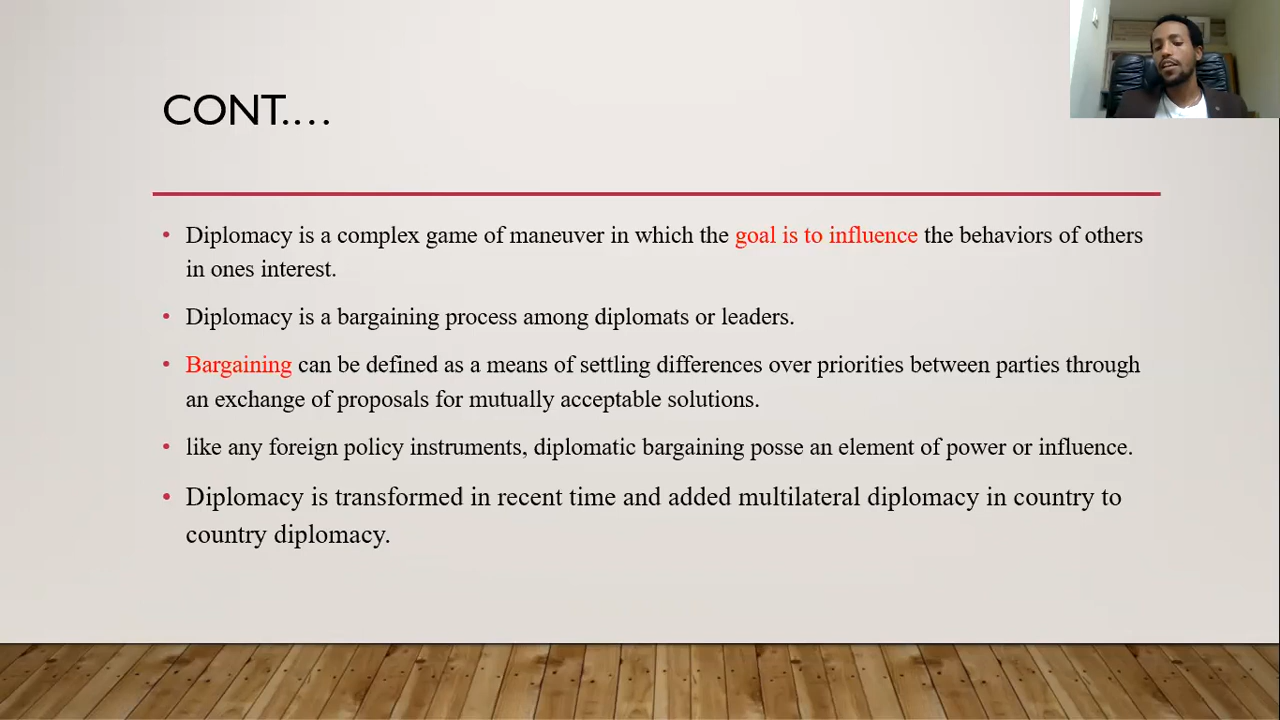 CONT.…
• Diplomacy is a complex game of maneuver in which the goal is to influence the behaviors of others
in ones interest.
• Diplomacy is a bargaining process among diplomats or leaders.
• Bargaining can be defined as a means of settling differences over priorities between parties through
an exchange of proposals for mutually acceptable solutions.
• like any foreign policy instruments, diplomatic bargaining posse an element of power or influence.
• Diplomacy is transformed in recent time and added multilateral diplomacy in country to
country diplomacy.